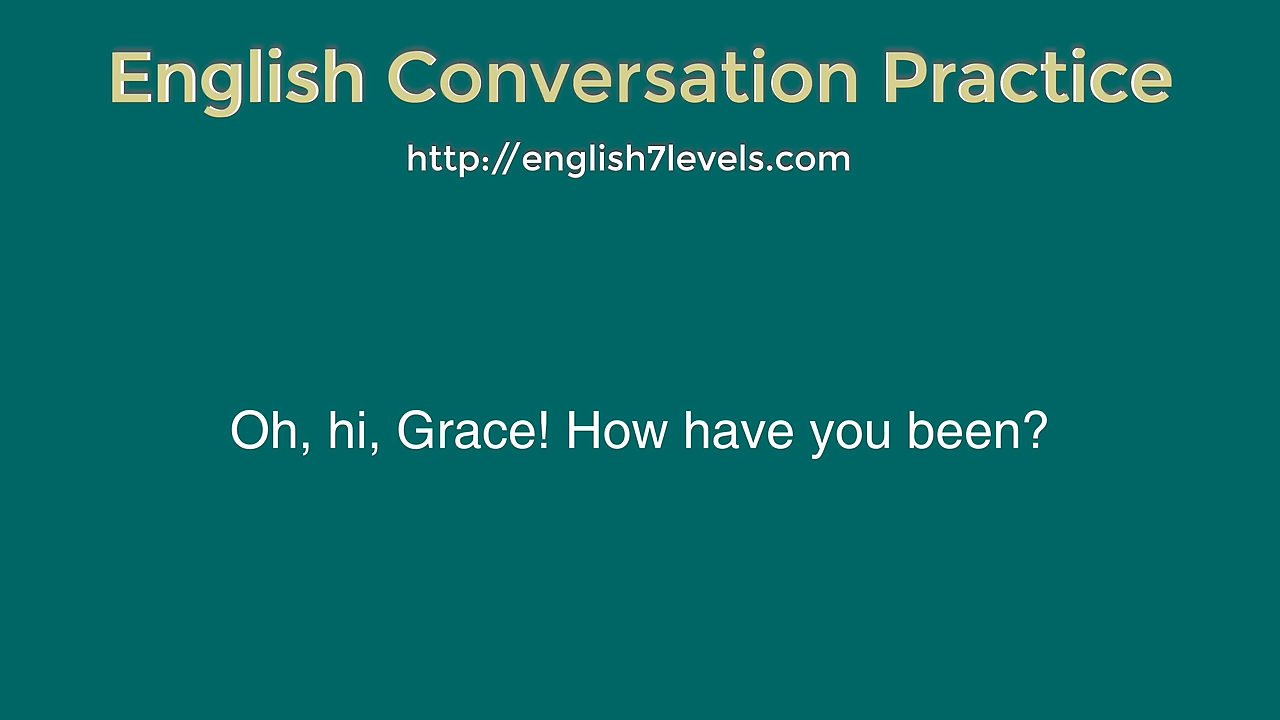 English Conversation Practice
http://english7levels.com
Oh, hi, Grace! How have you been?